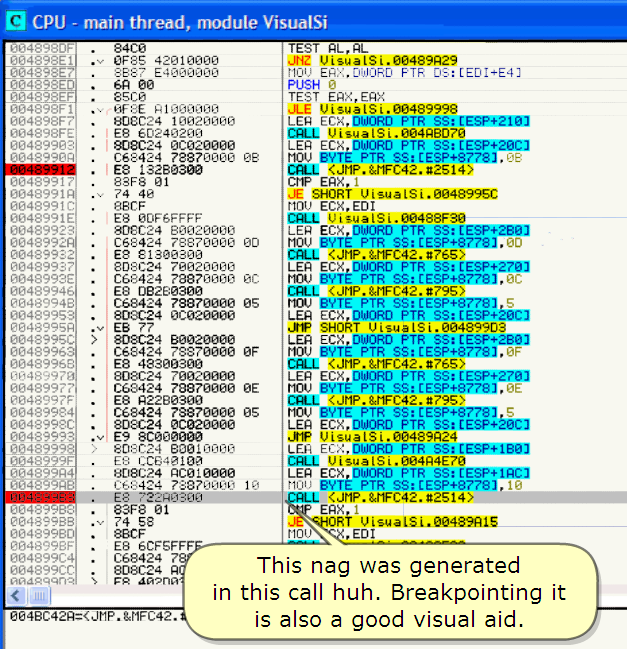 CPU - main thread, module VisualSi
004898DF . 84C0 TEST AL,AL
004898E1 .v 0F85 42010000 JNZ VisualSi.00489A29
004898E7 . 8B87 E4000000 MOV EAX,DWORD PTR DS:[EDI+E4]
004898ED . 6A 00 PUSH 0
004898EF . 85C0 TEST EAX,EAX
004898F1 .v 0F8E A1000000 JLE VisualSi.00489998
004898F7 . 8D8C24 10020000 LEA ECX,DWORD PTR SS:[ESP+210]
004898FE . E8 6D240200 CALL VisualSi.004ABD70
00489903 . 8D8C24 0C020000 LEA ECX,DWORD PTR SS:[ESP+20C]
0048990A . C68424 78870000 0B MOV BYTE PTR SS:[ESP+8778],0B
00489912 . E8 132B0300 CALL <JMP.&MFC42.#2514>
00489917 . 83F8 01 CMP EAX,1
0048991A .v 74 40 JE SHORT VisualSi.0048995C
0048991C . 8BCF MOV ECX,EDI
0048991E . E8 0DF6FFFF CALL VisualSi.00488F30
00489923 . 8D8C24 B0020000 LEA ECX,DWORD PTR SS:[ESP+2B0]
0048992A . C68424 78870000 0D MOV BYTE PTR SS:[ESP+8778],0D
00489932 . E8 81300300 CALL <JMP.&MFC42.#765>
00489937 . 8D8C24 70020000 LEA ECX,DWORD PTR SS:[ESP+270]
0048993E . C68424 78870000 0C MOV BYTE PTR SS:[ESP+8778],0C
00489946 . E8 DB2B0300 CALL <JMP.&MFC42.#795>
0048994B . C68424 78870000 05 MOV BYTE PTR SS:[ESP+8778],5
00489953 . 8D8C24 0C020000 LEA ECX,DWORD PTR SS:[ESP+20C]
0048995A .v EB 77 JMP SHORT VisualSi.004899D3
0048995C > 8D8C24 B0020000 LEA ECX,DWORD PTR SS:[ESP+2B0]
00489963 . C68424 78870000 0F MOV BYTE PTR SS:[ESP+8778],0F
0048996B . E8 48300300 CALL <JMP.&MFC42.#765>
00489970 . 8D8C24 70020000 LEA ECX,DWORD PTR SS:[ESP+270]
00489977 . C68424 78870000 0E MOV BYTE PTR SS:[ESP+8778],0E
0048997F . E8 A22B0300 CALL <JMP.&MFC42.#795>
00489984 . C68424 78870000 05 MOV BYTE PTR SS:[ESP+8778],5
0048998C . 8D8C24 0C020000 LEA ECX,DWORD PTR SS:[ESP+20C]
00489993 .v E9 8C000000 JMP VisualSi.00489A24
00489998 > 8D8C24 B0010000 LEA ECX,DWORD PTR SS:[ESP+1B0]
0048999F . E8 CCB40100 CALL VisualSi.004A4E70
004899A4 . 8D8C24 AC010000 LEA ECX,DWORD PTR SS:[ESP+1AC]
004899AB . C68424 78870000 10 MOV BYTE PTR SS:[ESP+8778],10
004899B3 . E8 722A0300 CALL <JMP.&MFC42.#2514>
004899B8 . 83F8 01 CMP EAX,1
004899BB .v 74 58 JE SHORT VisualSi.00489A15
004899BD . 8BCF MOV ECX,EDI
004899BF . E8 6CF5FFFF
004899C4 . C68424
004899CC . 8D8C24
004899D3 >
This nag was generated
in this call huh. Breakpointing it
is also a good visual aid.
004BC42A=<JMP.&MFC42.